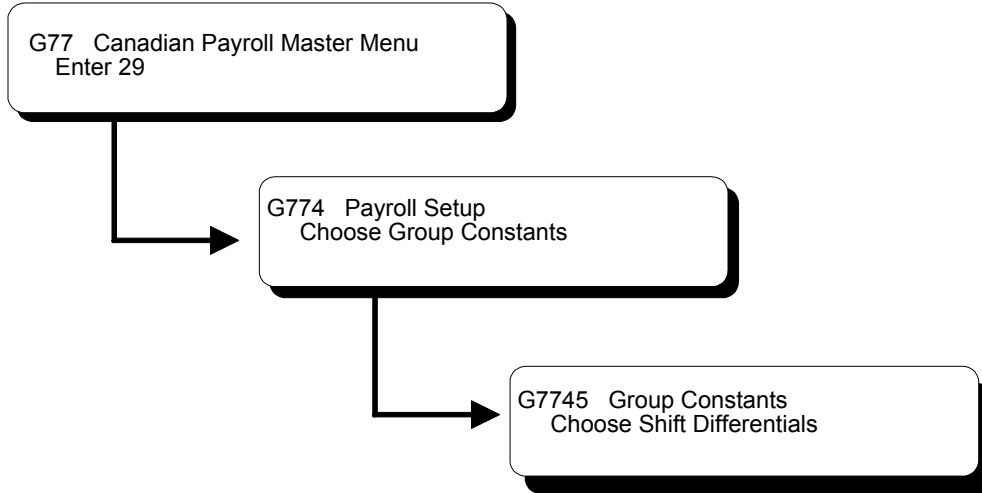 G77 Canadian Payroll Master Menu
Enter 29
G774 Payroll Setup
Choose Group Constants
G7745 Group Constants
Choose Shift Differentials